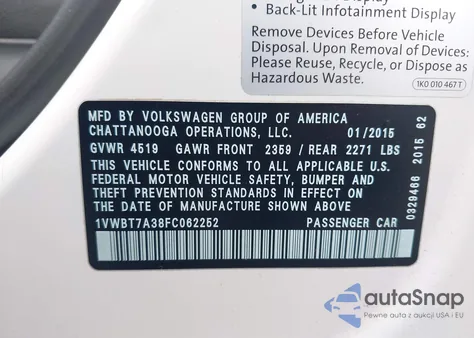 • Back-Lit Infotainment Display
Remove Devices Before Vehicle
Disposal. Upon Removal of Devices:
Please Reuse, Recycle, or Dispose as
Hazardous Waste.
1K0 010 467 T
MFD BY VOLKSWAGEN GROUP OF AMERICA
CHATTANOOGA OPERATIONS, LLC. 01/2015
GVWR 4519 GAWR FRONT 2359 / REAR 2271 LBS
THIS VEHICLE CONFORMS TO ALL APPLICABLE U.S.
FEDERAL MOTOR VEHICLE SAFETY, BUMPER AND
THEFT PREVENTION STANDARDS IN EFFECT ON
THE DATE OF MANUFACTURE SHOWN ABOVE.
1VWBT7A38FC062252 PASSENGER CAR
0329466 2015 62
autoSnap
Pewne auta z aukcji USA i EU